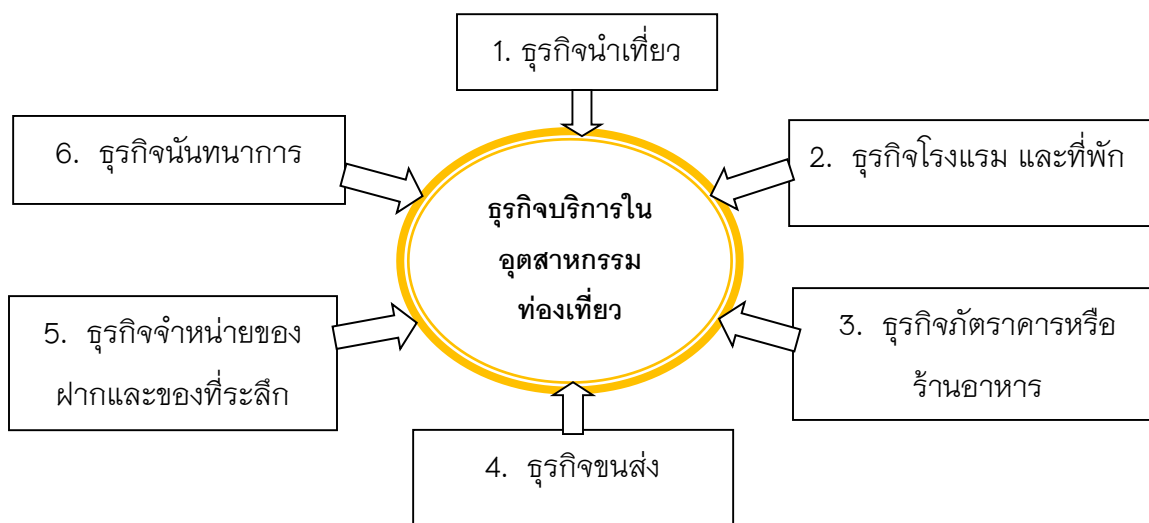 1. ธุรกิจนำเที่ยว
6. ธุรกิจนันทนาการ
2. ธุรกิจโรงแรม และที่พัก
ธุรกิจบริการใน
อุตสาหกรรม
ท่องเที่ยว
5. ธุรกิจจำหน่ายของ
ฝากและของที่ระลึก
3. ธุรกิจภัตราคารหรือ
ร้านอาหาร
4. ธุรกิจขนส่ง